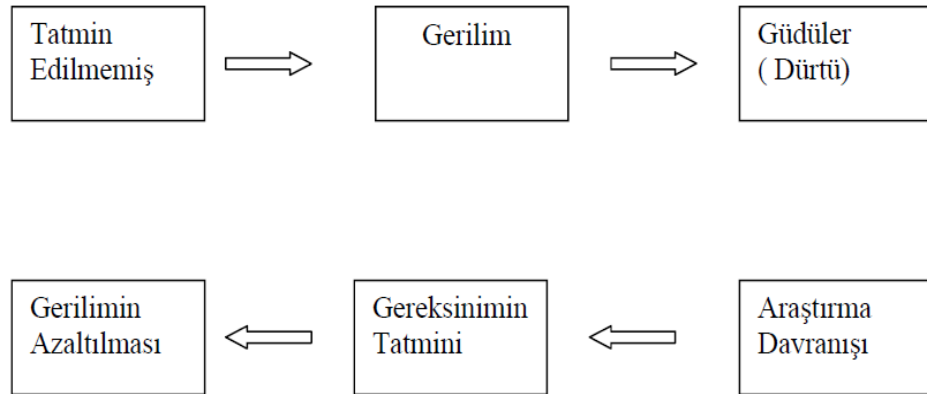 Tatmin
Edilmemiş
Gerilim
Güdüler
( Dürtü)
Gerilimin
Azaltılması
Gereksinimin
Tatmini
Araştırma
Davranışı